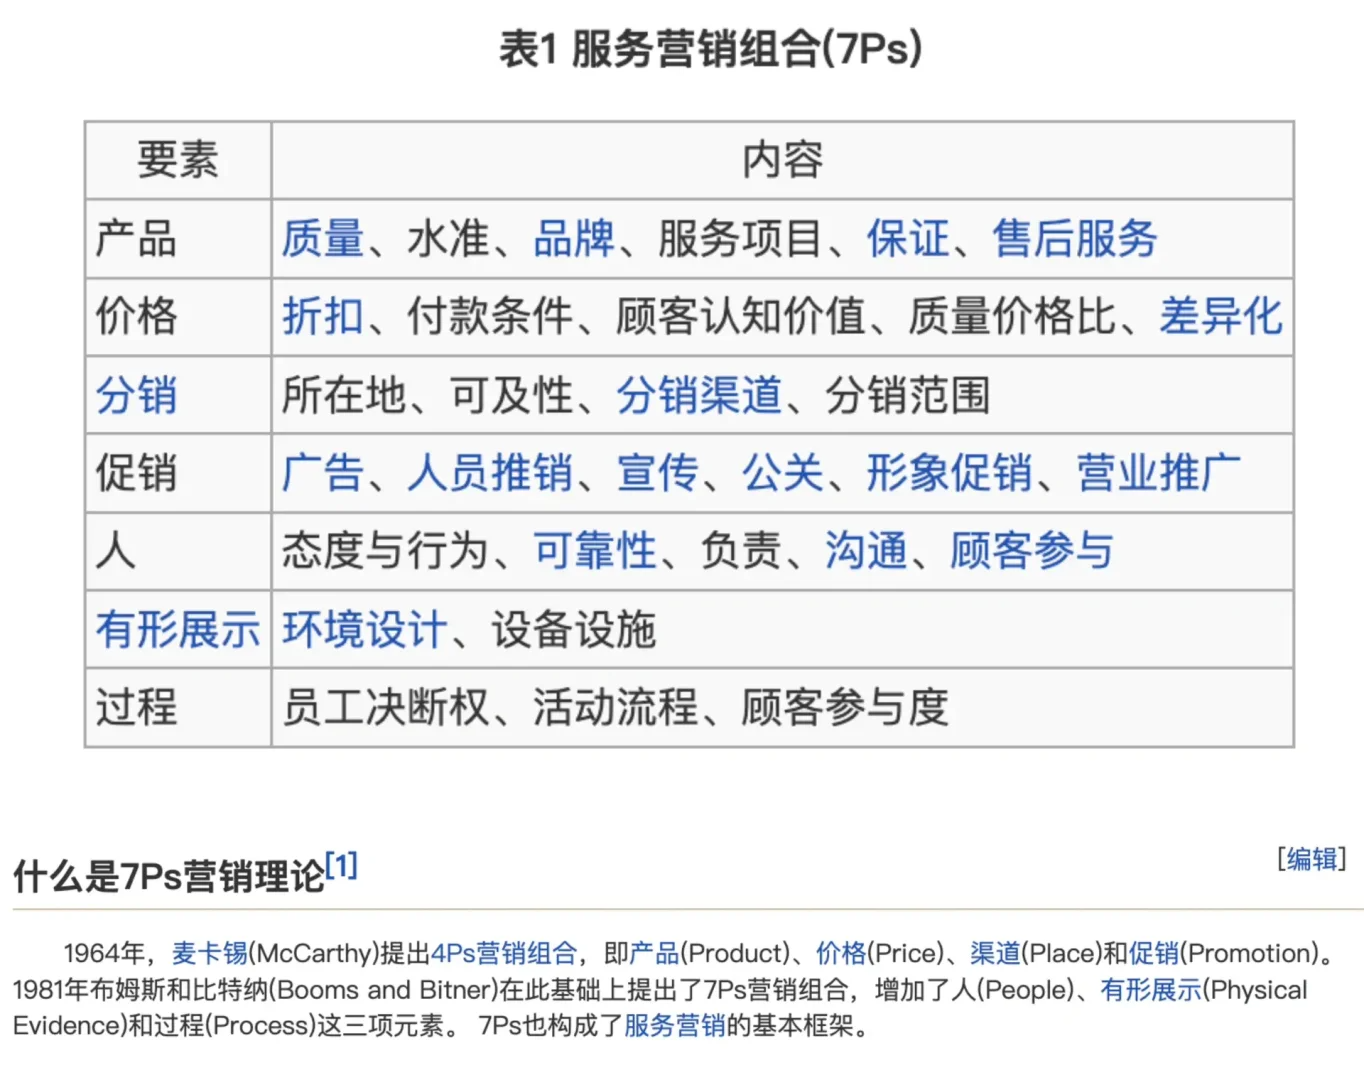 表1 服务营销组合(7Ps)
要素 内容
产品 质量、水准、品牌、服务项目、保证、售后服务
价格 折扣、付款条件、顾客认知价值、质量价格比、差异化
分销 所在地、可及性、分销渠道、分销范围
促销 广告、人员推销、宣传、公关、形象促销、营业推广
人 态度与行为、可靠性、负责、沟通、顾客参与
有形展示 环境设计、设备设施
过程 员工决断权、活动流程、顾客参与度
什么是7Ps营销理论[1] [编辑]
1964年，麦卡锡(McCarthy)提出4Ps营销组合，即产品(Product)、价格(Price)、渠道(Place)和促销(Promotion)。
1981年布姆斯和比特纳(Booms and Bitner)在此基础上提出了7Ps营销组合，增加了人(People)、有形展示(Physical
Evidence)和过程(Process)这三项元素。 7Ps也构成了服务营销的基本框架。